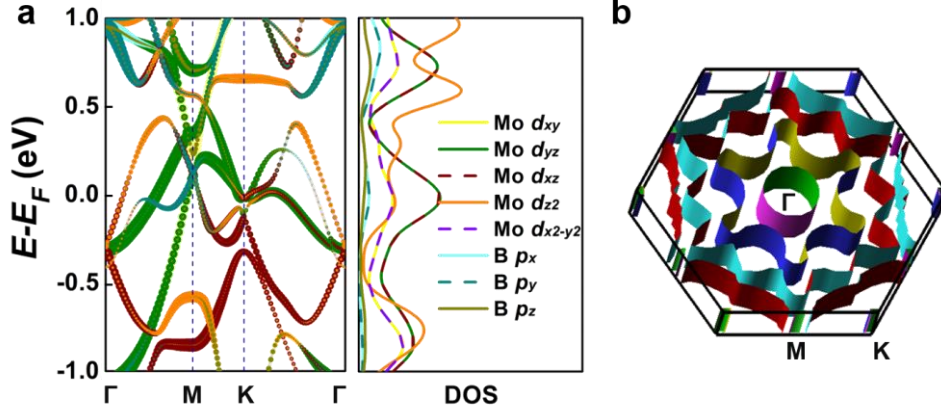 a
b
E-E_F (eV)
1.0
0.5
0.0
-0.5
-1.0
Γ M K Γ
Mo d_xy
Mo d_yz
Mo d_xz
Mo d_z2
Mo d_x2-y2
B p_x
B p_y
B p_z
DOS
Γ
M K